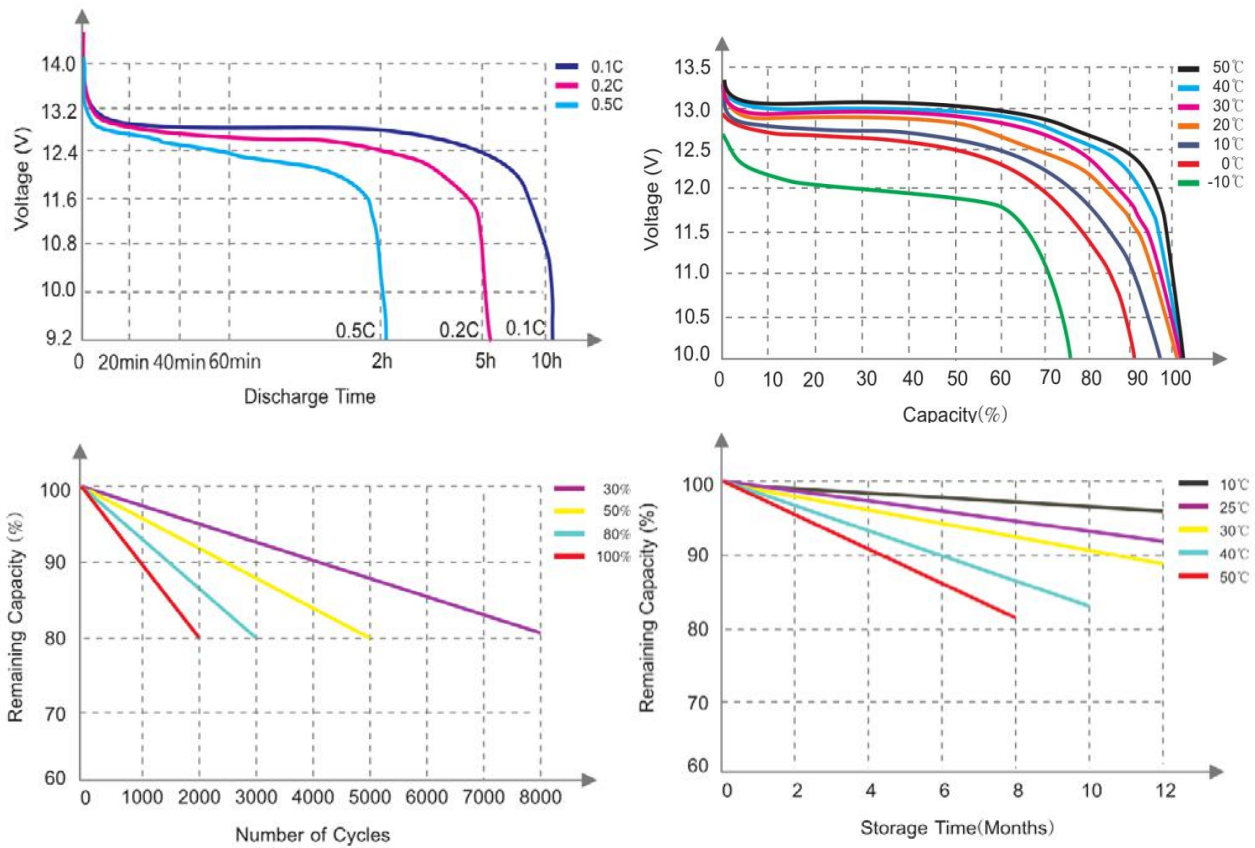 14.0
13.2
12.4
11.6
10.8
10.0
9.2
Voltage (V)
0.1C
0.2C
0.5C
0.5C
0.2C
0.1C
0 20min 40min 60min 2h 5h 10h
Discharge Time
13.5
13.0
12.5
12.0
11.5
11.0
10.5
10.0
Voltage (V)
50℃
40℃
30℃
20℃
10℃
0℃
-10℃
0 10 20 30 40 50 60 70 80 90 100
Capacity(%)
100
90
80
70
60
Remaining Capacity (%)
30%
50%
80%
100%
0 1000 2000 3000 4000 5000 6000 7000 8000
Number of Cycles
100
90
80
70
60
Remaining Capacity (%)
10℃
25℃
30℃
40℃
50℃
0 2 4 6 8 10 12
Storage Time(Months)